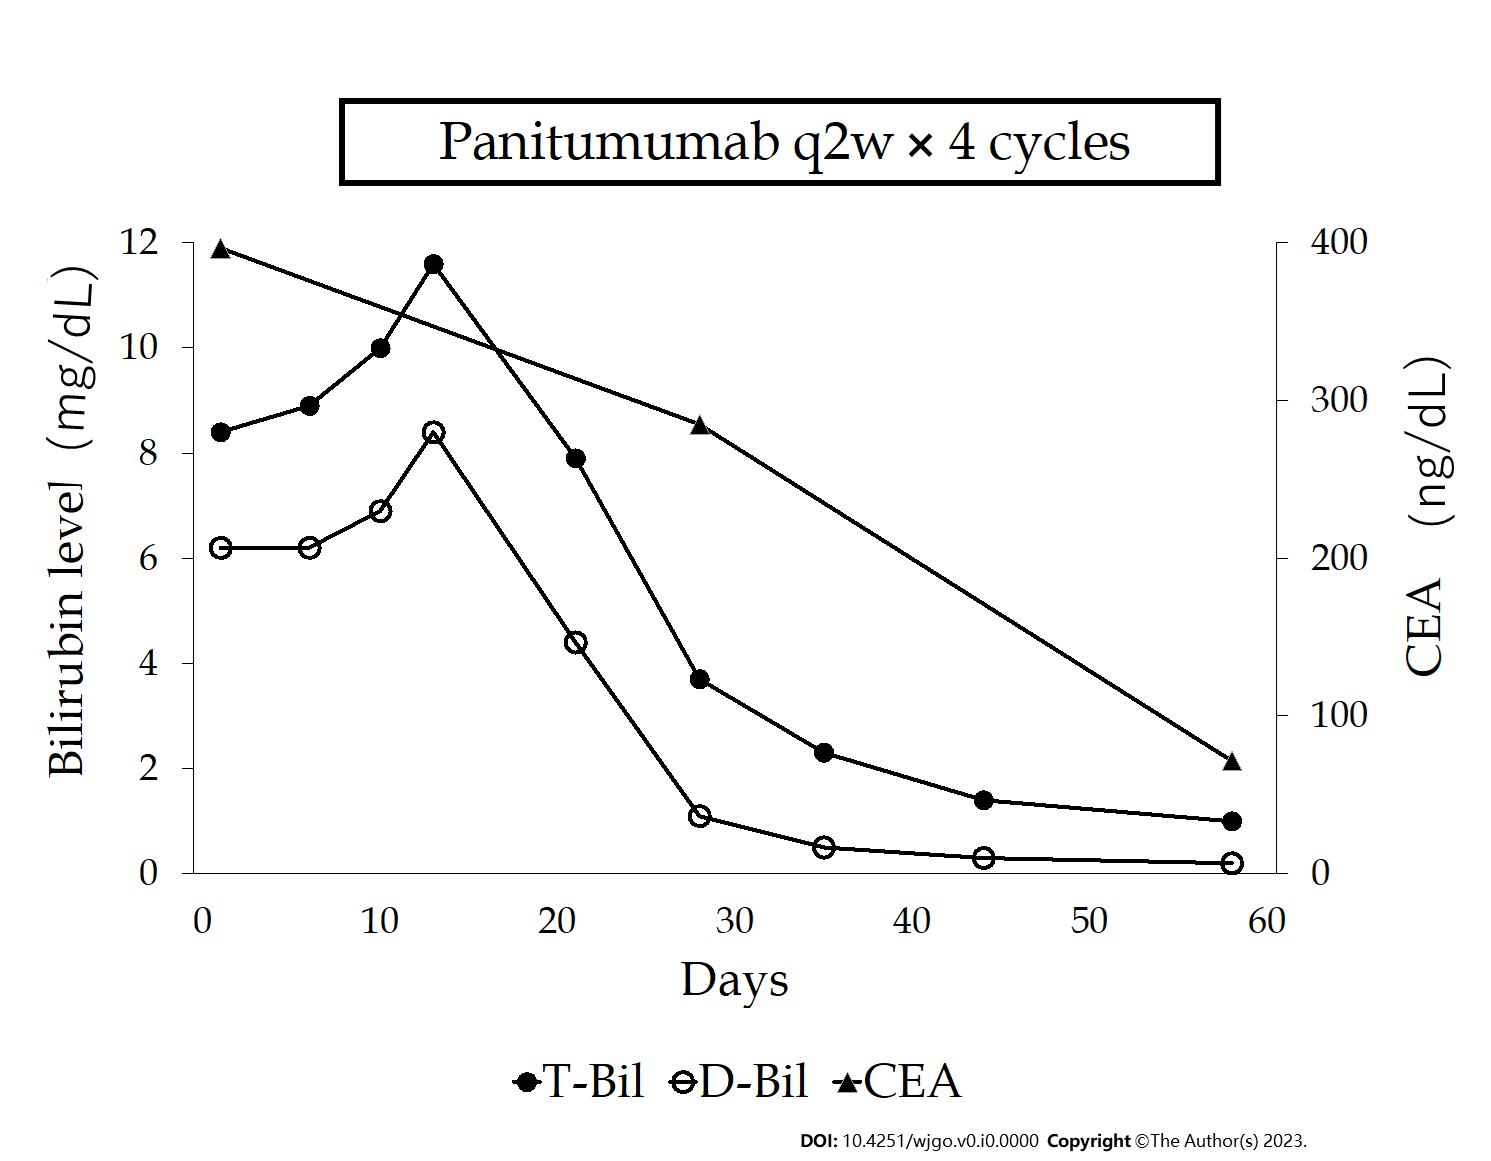 Panitumumab q2w × 4 cycles
Bilirubin level (mg/dL)
12
10
8
6
4
2
0
400
300
200
100
0
CEA (ng/dL)
0 10 20 30 40 50 60
Days
T-Bil D-Bil CEA
DOI: 10.4251/wjgo.v0.i0.0000 Copyright ©The Author(s) 2023.